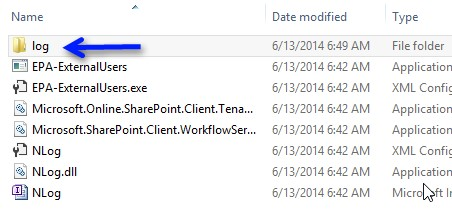 Name Date modified Type
log 6/13/2014 6:49 AM File folder
EPA-ExternalUsers 6/13/2014 6:42 AM Application
EPA-ExternalUsers.exe 6/13/2014 6:42 AM XML Config
Microsoft.Online.SharePoint.Client.Tena... 6/13/2014 6:42 AM Application
Microsoft.SharePoint.Client.WorkflowSer... 6/13/2014 6:42 AM Application
NLog 6/13/2014 6:42 AM XML Config
NLog.dll 6/13/2014 6:42 AM Application
NLog 6/13/2014 6:42 AM Microsoft In